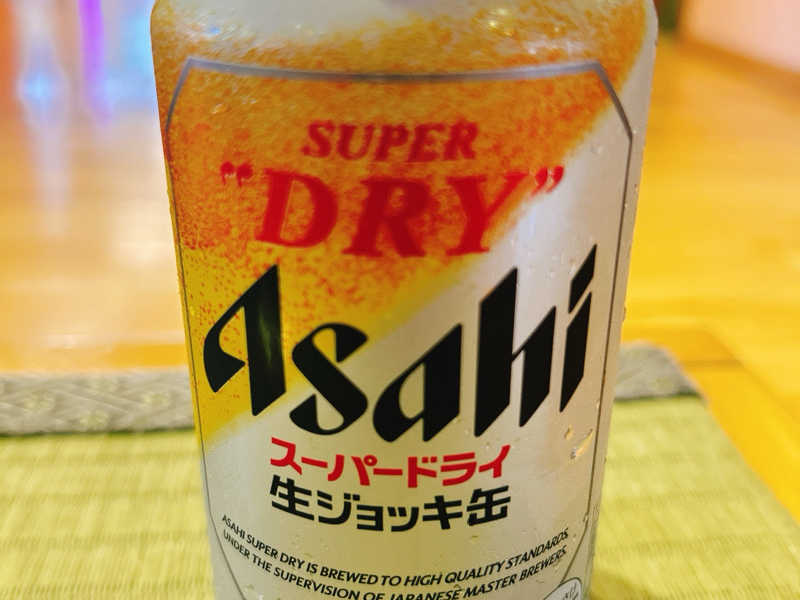 SUPER
"DRY"
Asahi
スーパードライ
生ジョッキ缶
ASAHI SUPER DRY IS BREWED TO HIGH QUALITY STANDARDS,
UNDER THE SUPERVISION OF JAPANESE MASTER BREWERS.